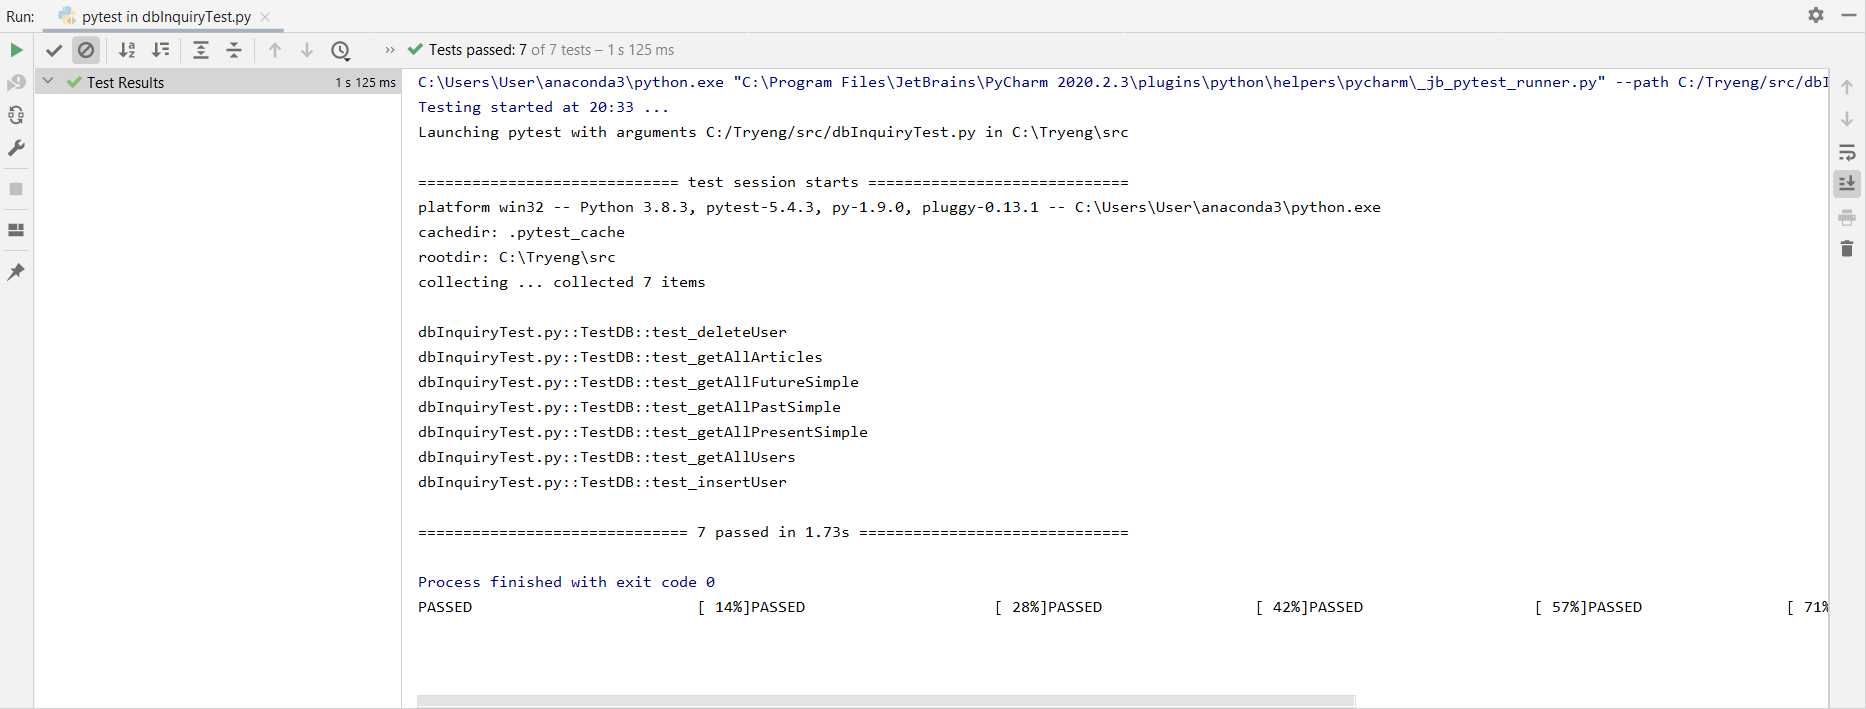 Run: pytest in dbInquiryTest.py
Tests passed: 7 of 7 tests – 1 s 125 ms
Test Results 1 s 125 ms
C:\Users\User\anaconda3\python.exe "C:\Program Files\JetBrains\PyCharm 2020.2.3\plugins\python\helpers\pycharm\_jb_pytest_runner.py" --path C:/Tryeng/src/dbI
Testing started at 20:33 ...
Launching pytest with arguments C:/Tryeng/src/dbInquiryTest.py in C:\Tryeng\src
============================= test session starts =============================
platform win32 -- Python 3.8.3, pytest-5.4.3, py-1.9.0, pluggy-0.13.1 -- C:\Users\User\anaconda3\python.exe
cachedir: .pytest_cache
rootdir: C:\Tryeng\src
collecting ... collected 7 items
dbInquiryTest.py::TestDB::test_deleteUser
dbInquiryTest.py::TestDB::test_getAllArticles
dbInquiryTest.py::TestDB::test_getAllFutureSimple
dbInquiryTest.py::TestDB::test_getAllPastSimple
dbInquiryTest.py::TestDB::test_getAllPresentSimple
dbInquiryTest.py::TestDB::test_getAllUsers
dbInquiryTest.py::TestDB::test_insertUser
============================== 7 passed in 1.73s ==============================
Process finished with exit code 0
PASSED [ 14%]PASSED [ 28%]PASSED [ 42%]PASSED [ 57%]PASSED [ 71%